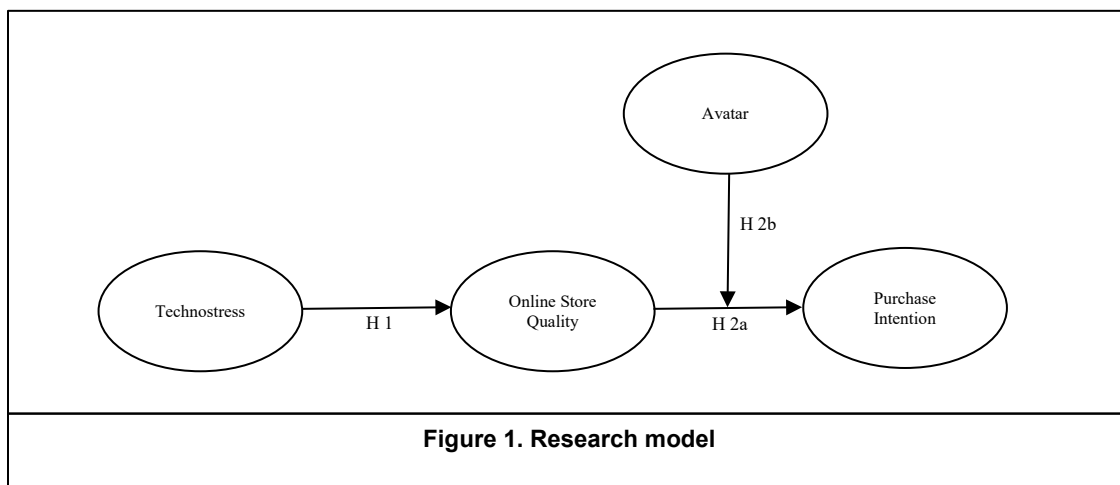 Avatar
H 2b
Technostress
H 1
Online Store
Quality
H 2a
Purchase
Intention
Figure 1. Research model